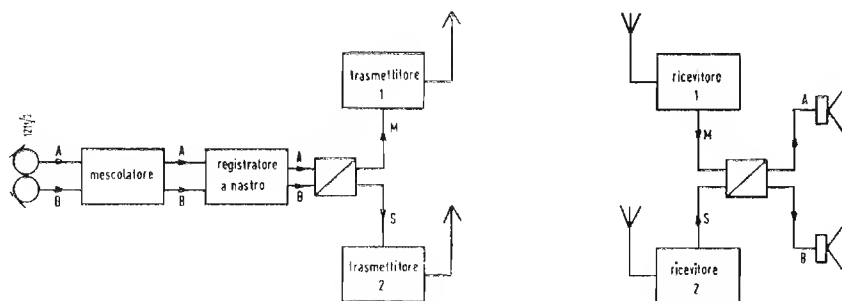 trasmettitore
1
ricevitore
1
A
M
M
A
A
A
mescolatore
registratore
a nastro
B
B
B
S
S
B
trasmettitore
2
ricevitore
2